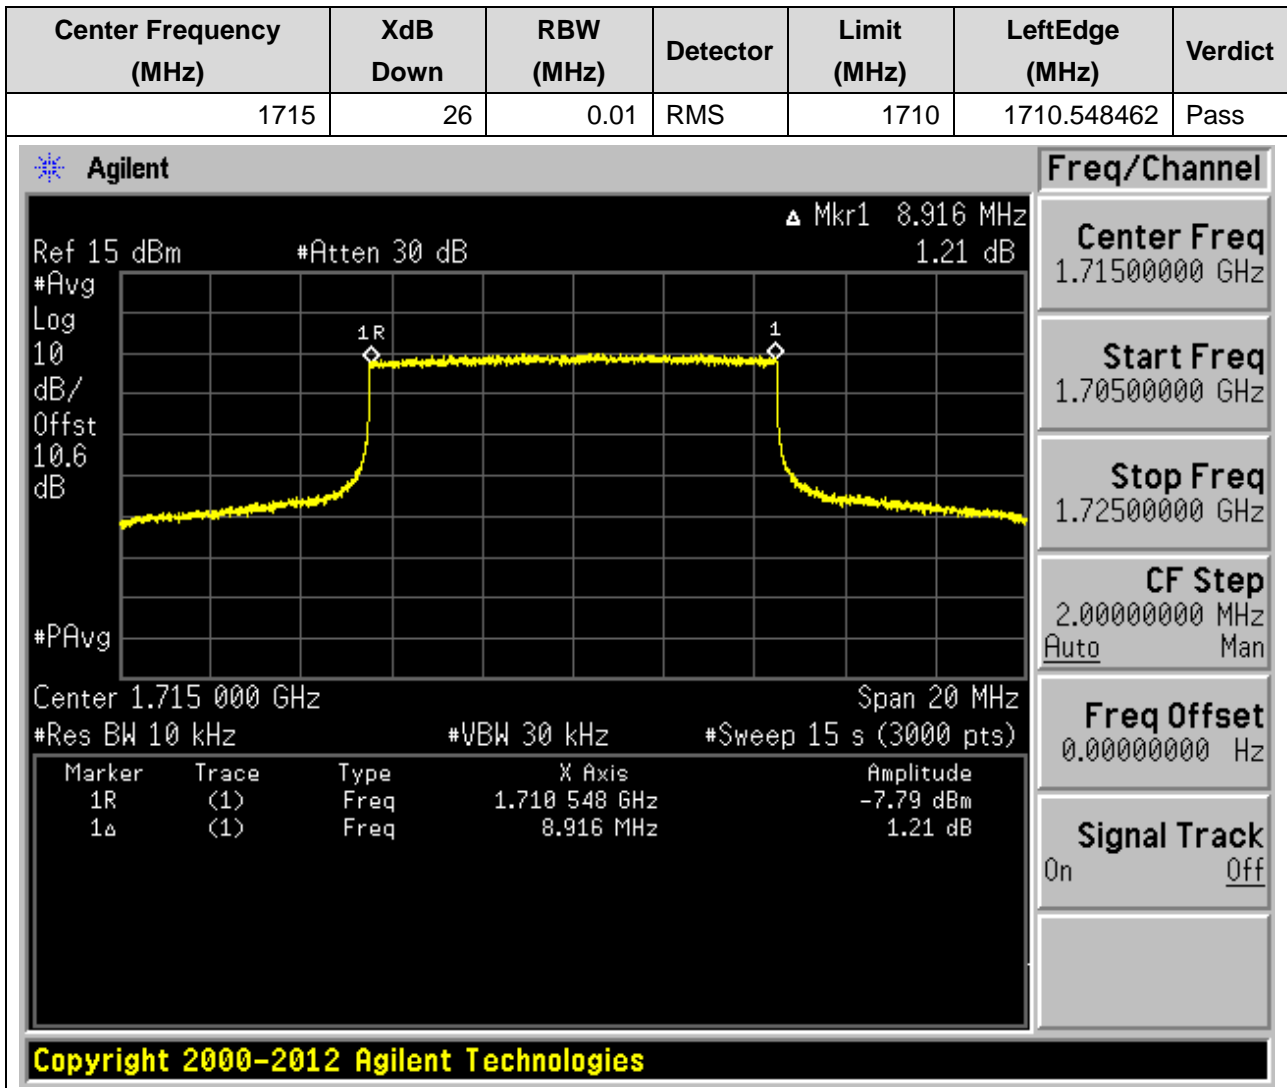 Center Frequency (MHz) XdB Down RBW (MHz) Detector Limit (MHz) LeftEdge (MHz) Verdict
1715 26 0.01 RMS 1710 1710.548462 Pass
Agilent
Freq/Channel
Δ Mkr1 8.916 MHz
Ref 15 dBm #Atten 30 dB 1.21 dB
#Avg
Log
10
dB/
Offst
10.6
dB
#PAvg
1R
1
Center 1.715 000 GHz Span 20 MHz
#Res BW 10 kHz #VBW 30 kHz #Sweep 15 s (3000 pts)
Marker Trace Type X Axis Amplitude
1R (1) Freq 1.710 548 GHz -7.79 dBm
1Δ (1) Freq 8.916 MHz 1.21 dB
Center Freq
1.71500000 GHz
Start Freq
1.70500000 GHz
Stop Freq
1.72500000 GHz
CF Step
2.00000000 MHz
Auto Man
Freq Offset
0.00000000 Hz
Signal Track
On Off
Copyright 2000-2012 Agilent Technologies